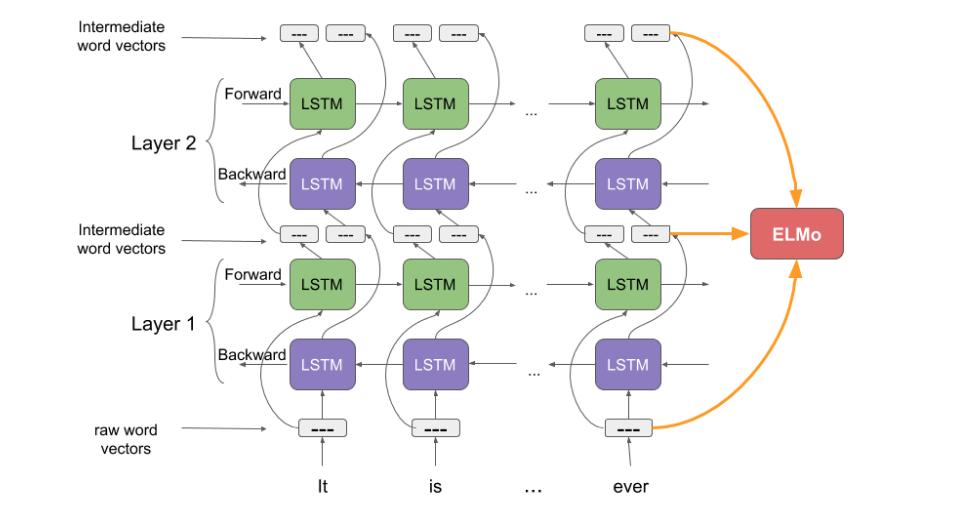 Intermediate
word vectors
--- --- --- --- --- ---
Forward
LSTM LSTM ... LSTM
Layer 2
Backward
LSTM LSTM ... LSTM
Intermediate
word vectors
--- --- --- --- --- ---
ELMo
Forward
LSTM LSTM ... LSTM
Layer 1
Backward
LSTM LSTM ... LSTM
raw word
vectors
--- --- ---
It is ... ever